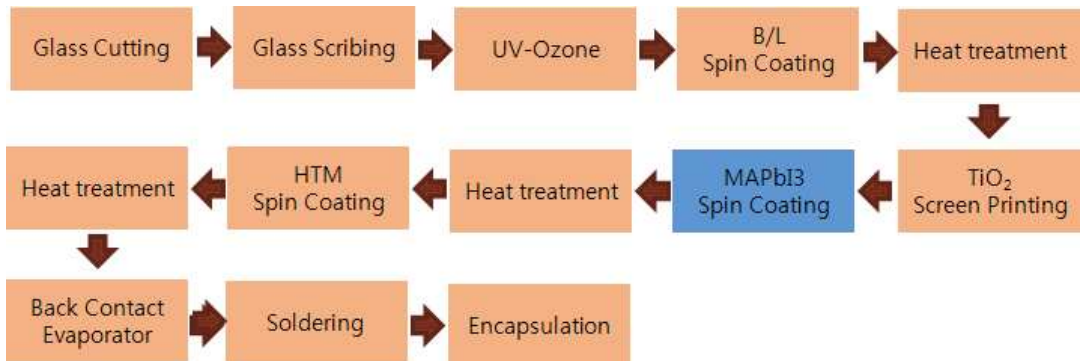 Glass Cutting
Glass Scribing
UV-Ozone
B/L
Spin Coating
Heat treatment
Heat treatment
HTM
Spin Coating
Heat treatment
MAPbI3
Spin Coating
TiO₂
Screen Printing
Back Contact
Evaporator
Soldering
Encapsulation